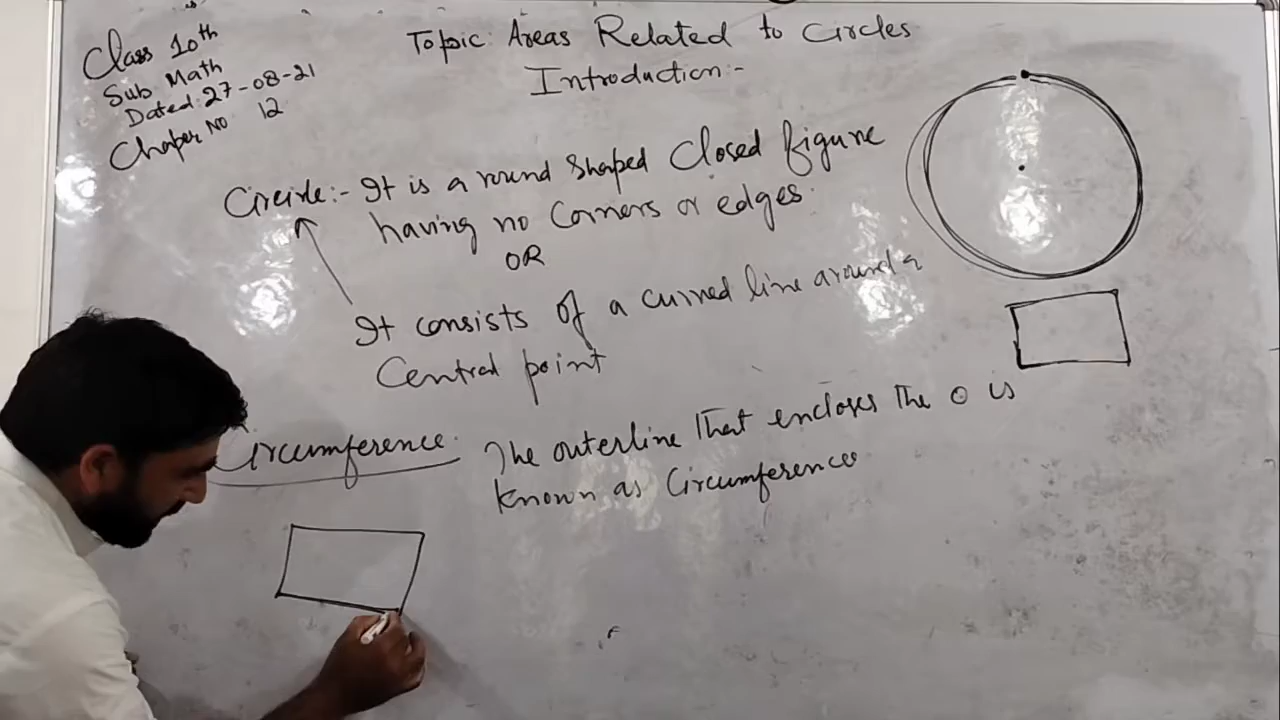 Class 10th
Sub Math
Dated: 27-08-21
Chaper No 12
Topic: Areas Related to Circles
Introduction:-
Circirle:- It is a round shaped closed figure
having no Corners or edges.
OR
It consists of a curved line around a
Central point
Circumference: The outerline That encloses The O is
known as Circumference